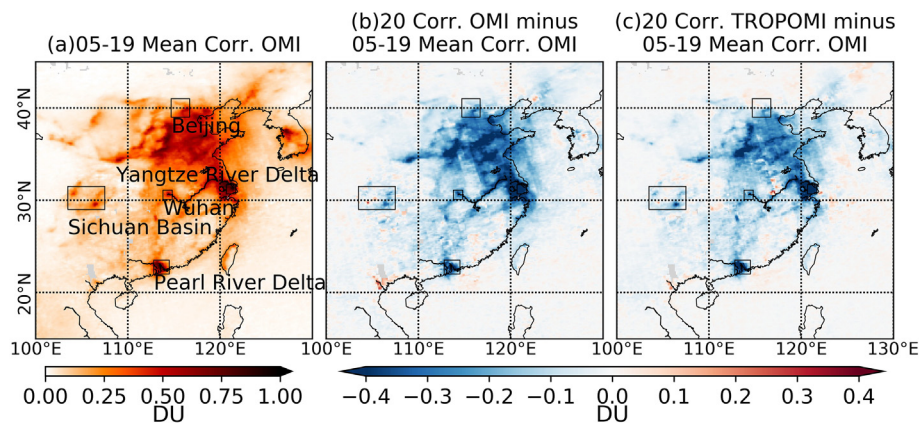 (a)05-19 Mean Corr. OMI
(b)20 Corr. OMI minus
05-19 Mean Corr. OMI
(c)20 Corr. TROPOMI minus
05-19 Mean Corr. OMI
40°N
30°N
20°N
Beijing
Yangtze River Delta
Wuhan
Sichuan Basin
Pearl River Delta
100°E 110°E 120°E 100°E 110°E 120°E 100°E 110°E 120°E 130°E
0.00 0.25 0.50 0.75 1.00
DU
−0.4 −0.3 −0.2 −0.1 0.0 0.1 0.2 0.3 0.4
DU